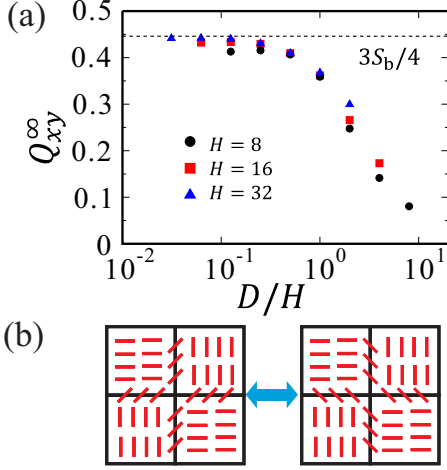 (a)
0.5
0.4
0.3
0.2
0.1
0
Q∞xy
3Sb/4
H = 8
H = 16
H = 32
10-2 10-1 100 101
D/H
(b)